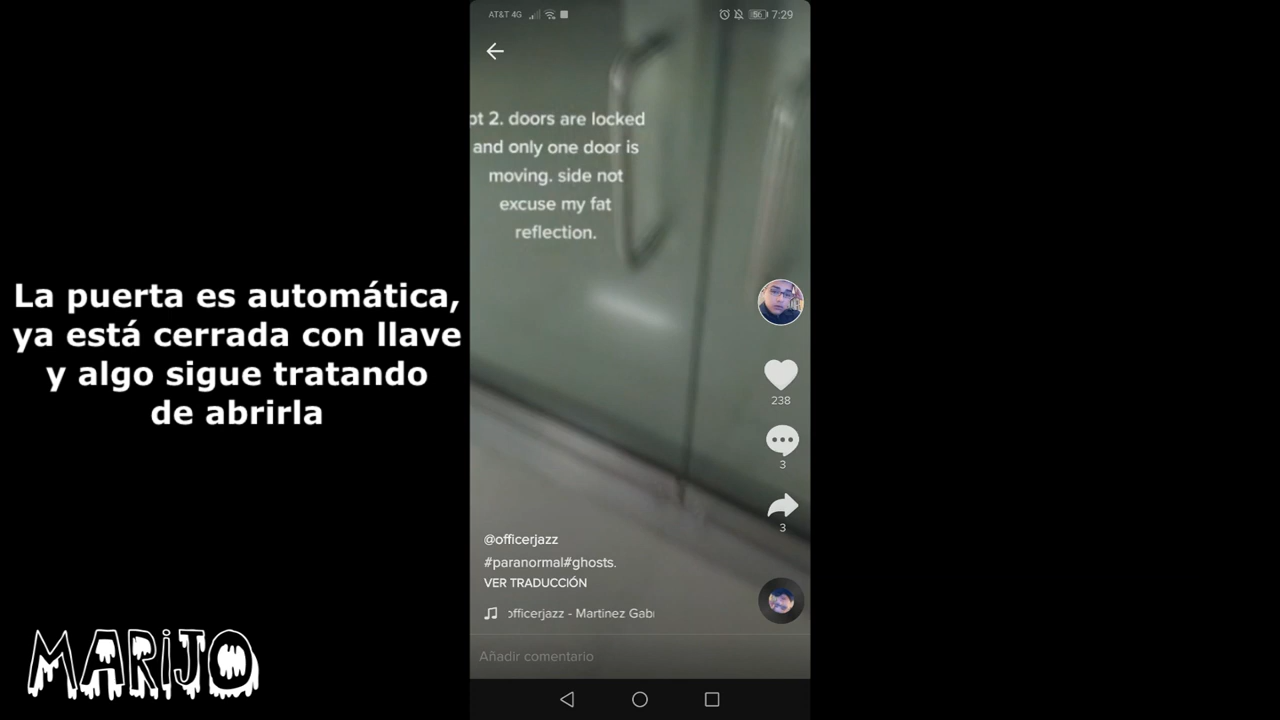 AT&T 4G
56
7:29
pt 2. doors are locked
and only one door is
moving. side not
excuse my fat
reflection.
La puerta es automática,
ya está cerrada con llave
y algo sigue tratando
de abrirla
238
3
3
@officerjazz
#paranormal#ghosts.
VER TRADUCCIÓN
officerjazz - Martinez Gab
Añadir comentario
MARiJO